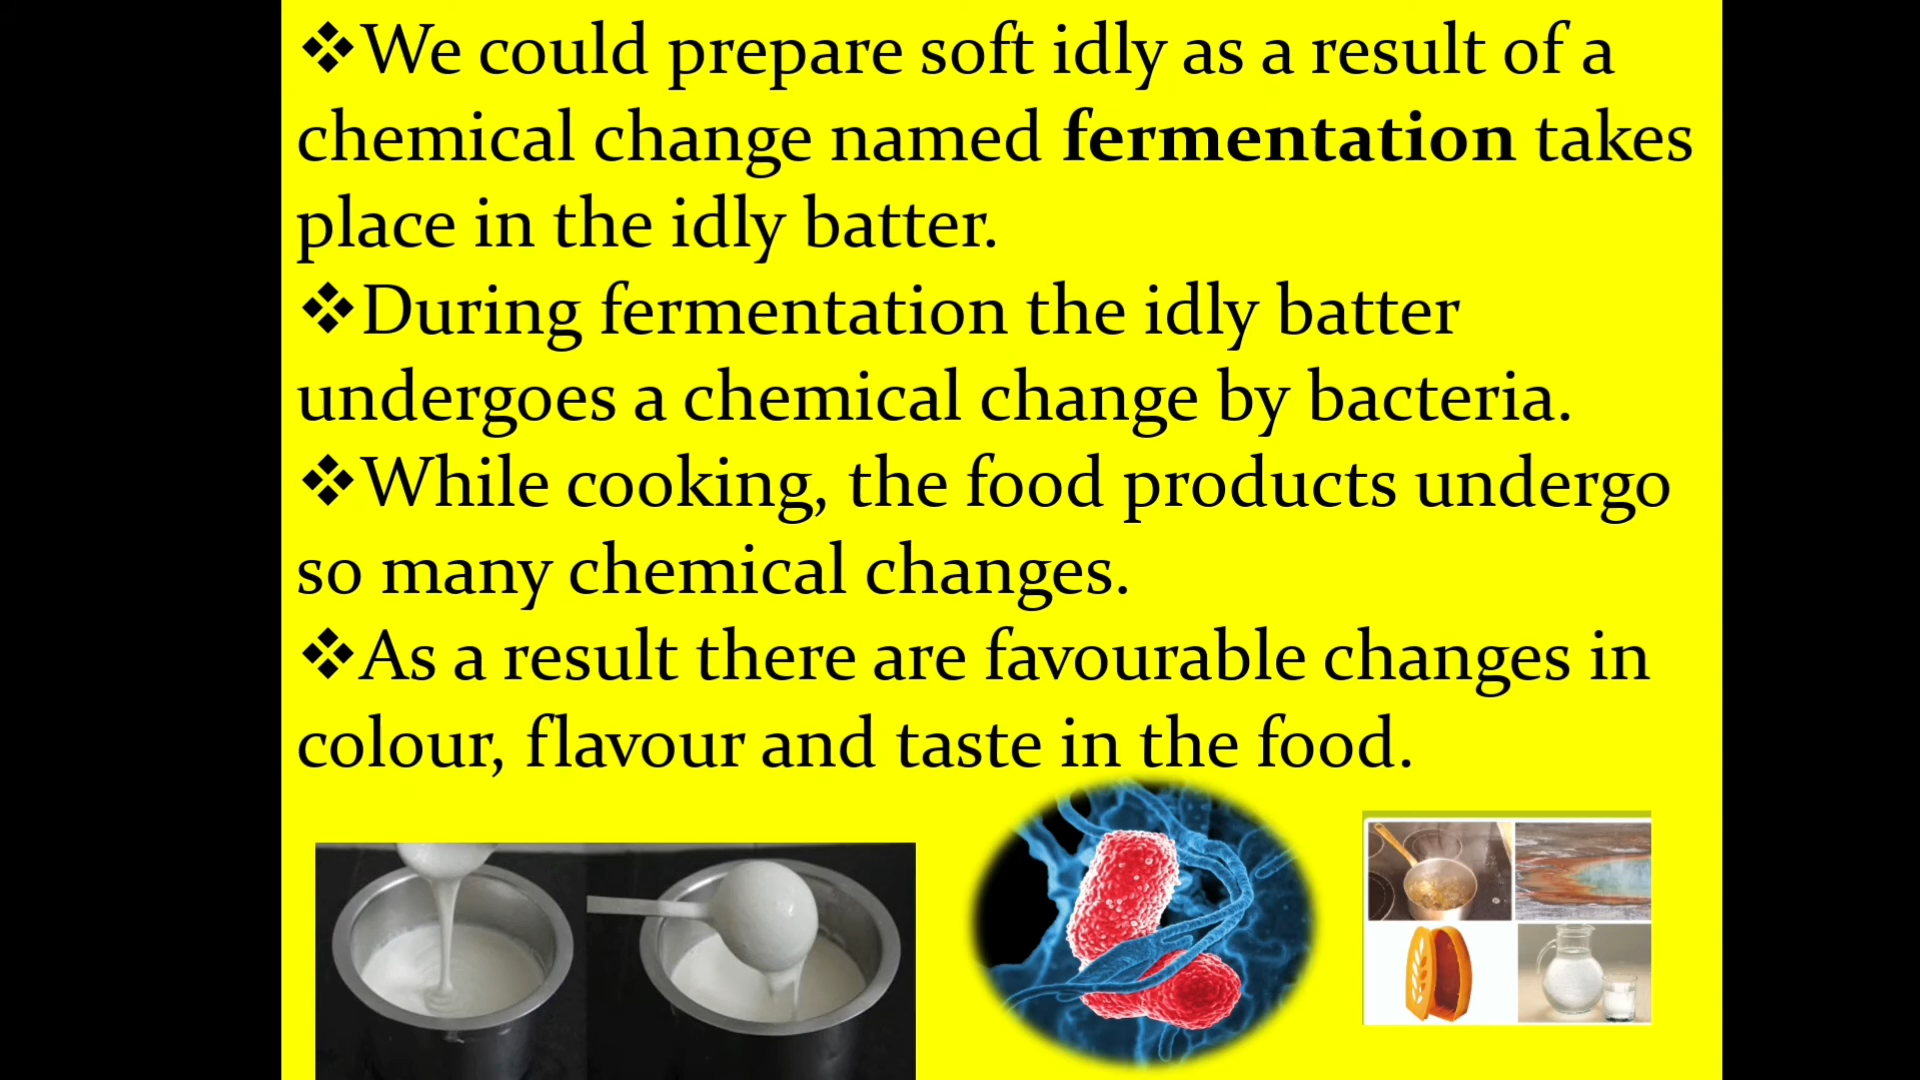 ❖We could prepare soft idly as a result of a
chemical change named fermentation takes
place in the idly batter.
❖During fermentation the idly batter
undergoes a chemical change by bacteria.
❖While cooking, the food products undergo
so many chemical changes.
❖As a result there are favourable changes in
colour, flavour and taste in the food.